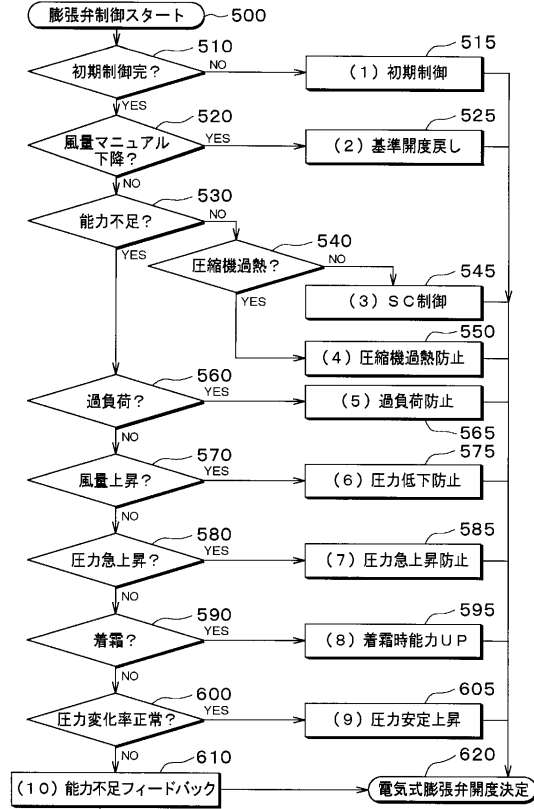 膨張弁制御スタート 500
510
初期制御完？
NO
515
(１) 初期制御
YES
520
風量マニュアル
下降？
YES
525
(２) 基準開度戻し
NO
530
能力不足？
NO
YES
540
圧縮機過熱？
NO
YES
545
(３) ＳＣ制御
550
(４) 圧縮機過熱防止
560
過負荷？
YES
(５) 過負荷防止
565
NO
570
風量上昇？
YES
575
(６) 圧力低下防止
NO
580
圧力急上昇？
YES
585
(７) 圧力急上昇防止
NO
590
着霜？
YES
595
(８) 着霜時能力ＵＰ
NO
600
圧力変化率正常？
YES
605
(９) 圧力安定上昇
NO
610
(１０) 能力不足フィードバック
620
電気式膨張弁開度決定